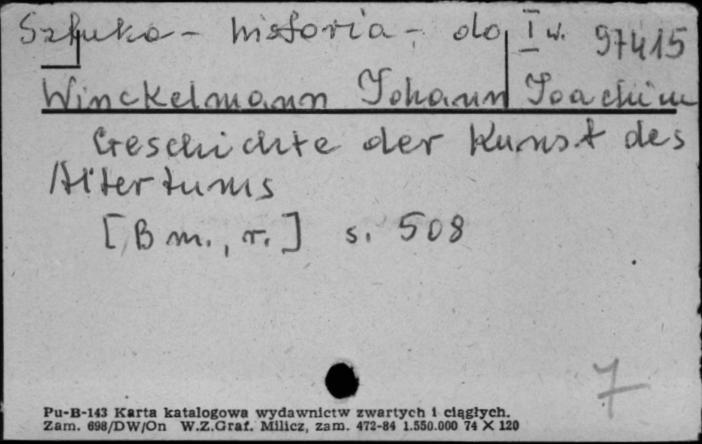 Sztuka - historia - do I w. 97415
Winckelmann Johann Joachim
Geschichte der Kunst des
Altertums
[B m., r.] s. 508
7
Pu-B-143 Karta katalogowa wydawnictw zwartych i ciągłych.
Zam. 698/DW/On W.Z.Graf. Milicz, zam. 472-84 1.550.000 74 X 120